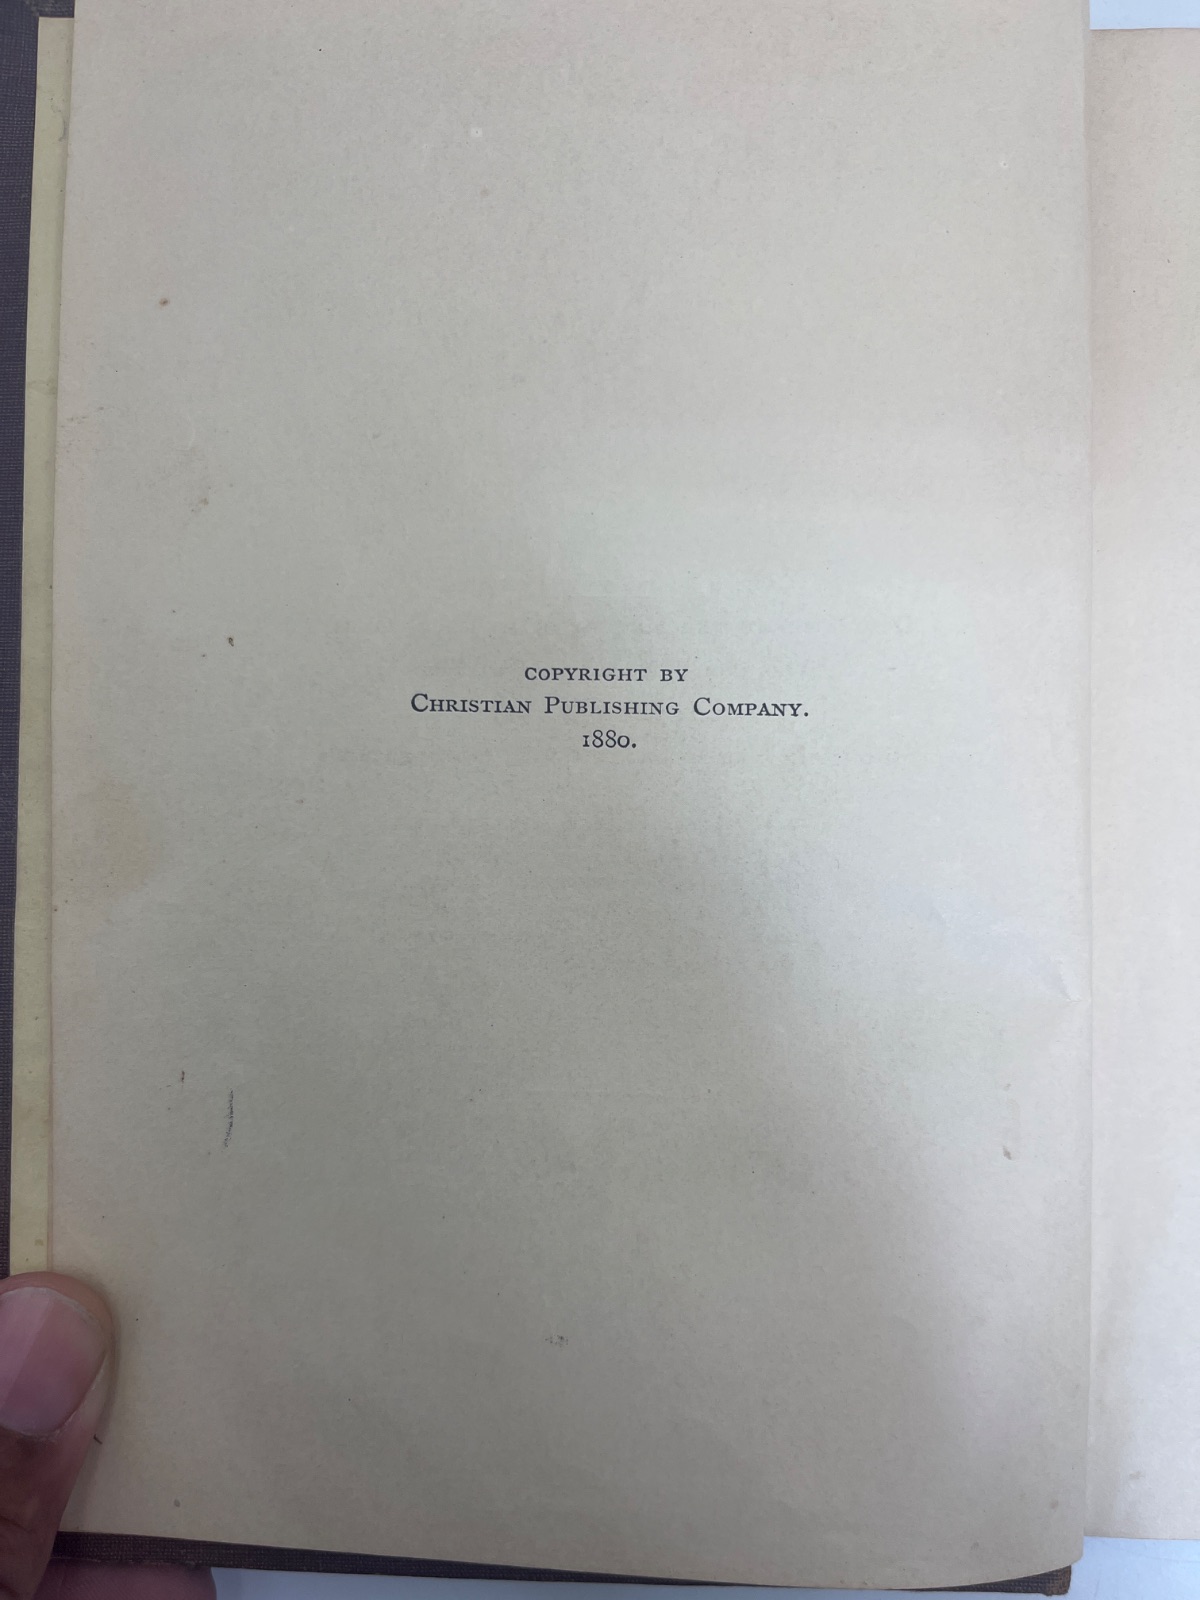 COPYRIGHT BY
CHRISTIAN PUBLISHING COMPANY.
1880.